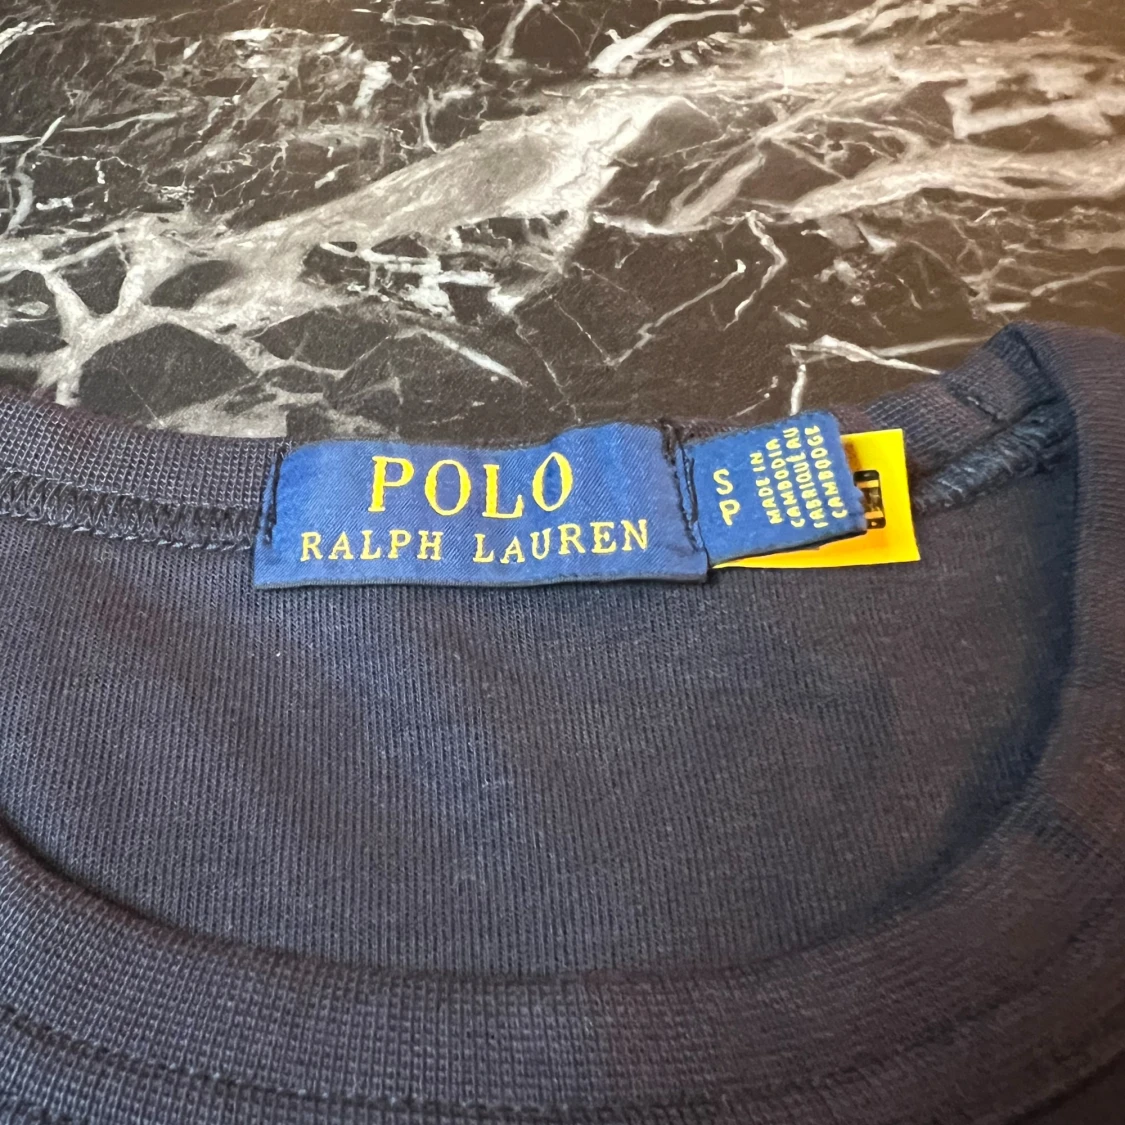 POLO
RALPH LAUREN
S
P
MADE IN
CAMBODIA
FABRIQUÉ AU
CAMBODGE